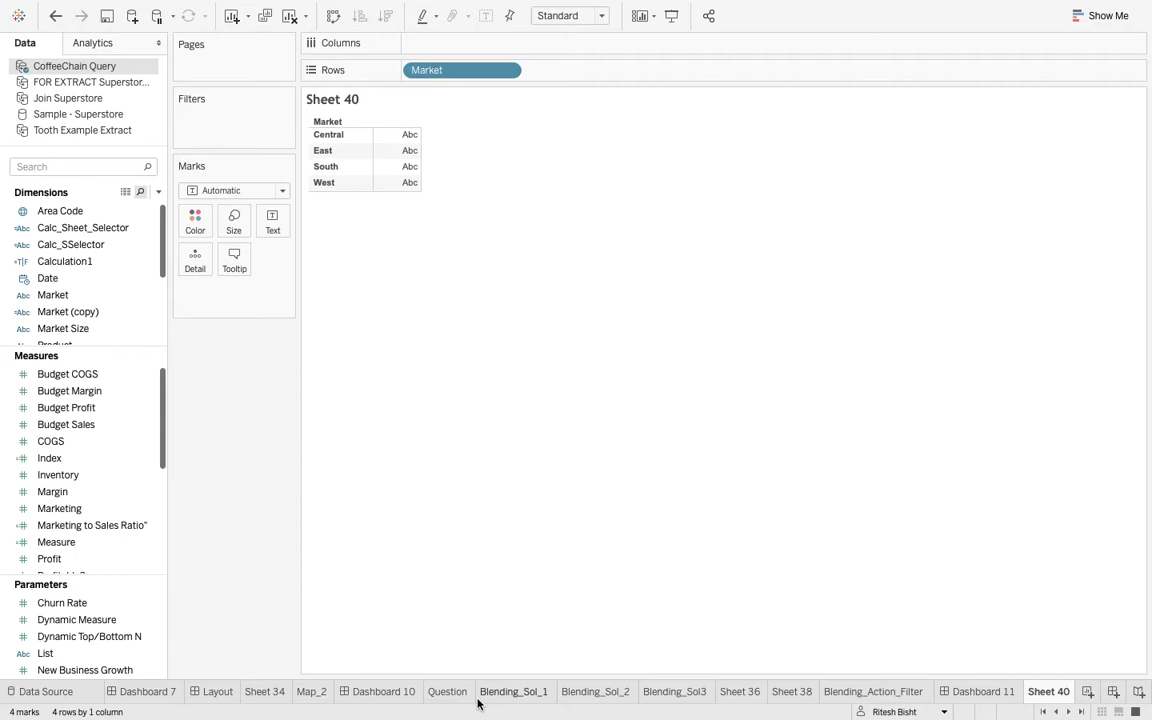 Standard
Show Me
Data
Analytics
Pages
Columns
CoffeeChain Query
FOR EXTRACT Superstor...
Join Superstore
Sample - Superstore
Tooth Example Extract
Rows
Market
Filters
Sheet 40
Market
Central Abc
East Abc
South Abc
West Abc
Search
Marks
Automatic
Color
Size
Text
Detail
Tooltip
Dimensions
Area Code
Abc Calc_Sheet_Selector
Abc Calc_SSelector
T|F Calculation1
Date
Abc Market
Abc Market (copy)
Abc Market Size
Measures
Budget COGS
Budget Margin
Budget Profit
Budget Sales
COGS
Index
Inventory
Margin
Marketing
Marketing to Sales Ratio"
Measure
Profit
Parameters
Churn Rate
Dynamic Measure
Dynamic Top/Bottom N
Abc List
New Business Growth
Data Source
Dashboard 7
Layout
Sheet 34
Map_2
Dashboard 10
Question
Blending_Sol_1
Blending_Sol_2
Blending_Sol3
Sheet 36
Sheet 38
Blending_Action_Filter
Dashboard 11
Sheet 40
4 marks
4 rows by 1 column
Ritesh Bisht